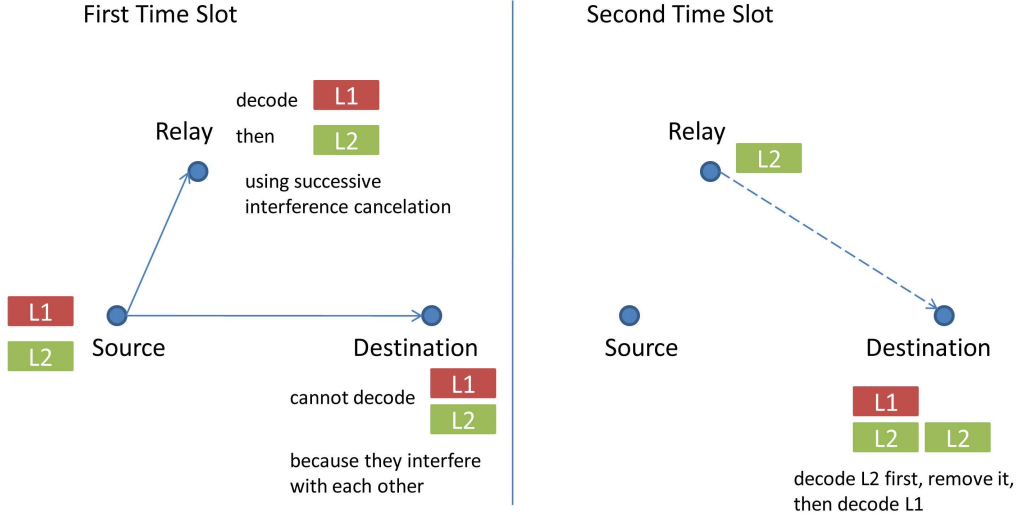 First Time Slot
decode L1
Relay
then L2
using successive
interference cancelation
L1
L2
Source
Destination
cannot decode L1
L2
because they interfere
with each other
Second Time Slot
Relay
L2
Source
Destination
L1
L2 L2
decode L2 first, remove it,
then decode L1